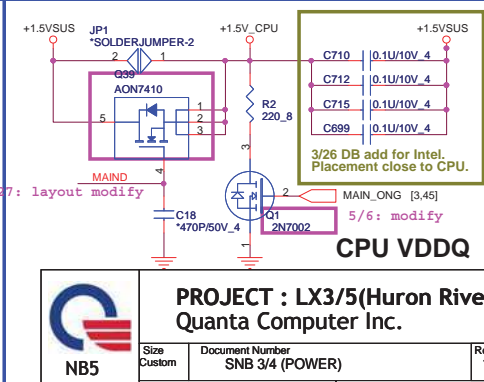 +1.5VSUS
JP1
*SOLDERJUMPER-2
2
1
+1.5V_CPU
+1.5VSUS
Q39
AON7410
5
1
2
3
4
R2
220_8
C710 0.1U/10V_4
C712 0.1U/10V_4
C715 0.1U/10V_4
C699 0.1U/10V_4
3/26 DB add for Intel.
Placement close to CPU.
MAIND
7: layout modify
C18
*470P/50V_4
3
2
1
MAIN_ONG [3,45]
Q1
2N7002
5/6: modify
CPU VDDQ
PROJECT : LX3/5(Huron Rive
Quanta Computer Inc.
NB5
Size
Custom
Document Number
SNB 3/4 (POWER)